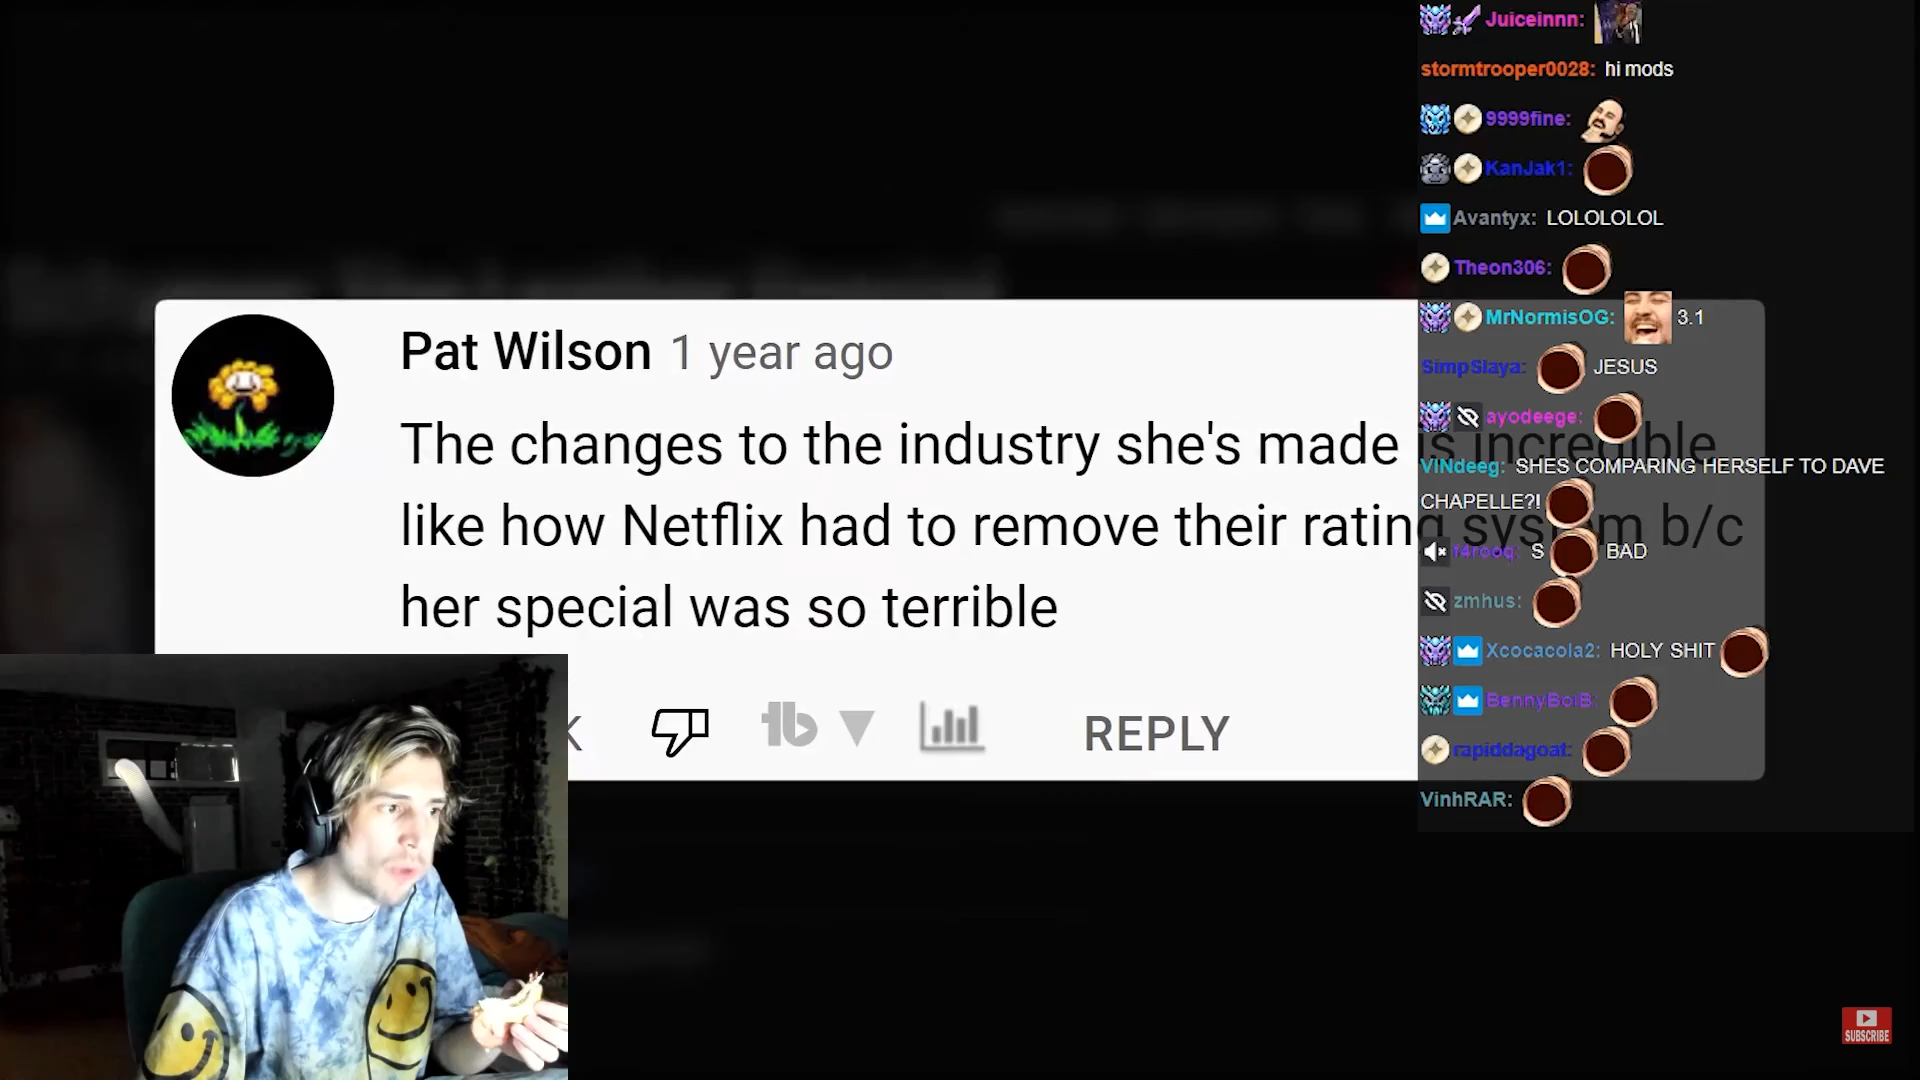 Pat Wilson 1 year ago
The changes to the industry she's made is incredible
like how Netflix had to remove their rating system b/c
her special was so terrible
K
REPLY
Juiceinnn:
stormtrooper0028: hi mods
9999fine:
KanJak1:
Avantyx: LOLOLOLOL
Theon306:
MrNormisOG: 3.1
SimpSlaya: JESUS
ayodeege:
VINdeeg: SHES COMPARING HERSELF TO DAVE
CHAPELLE?!
f4rooq: S BAD
zmhus:
Xcocacola2: HOLY SHIT
BennyBoiB:
rapiddagoat:
VinhRAR:
SUBSCRIBE